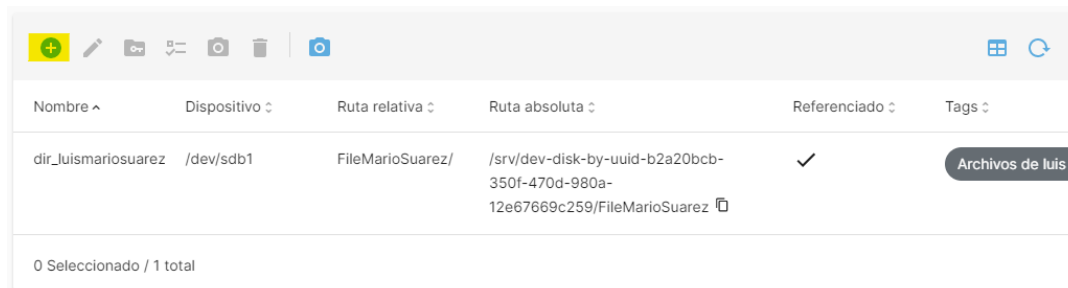 Nombre Dispositivo Ruta relativa Ruta absoluta Referenciado Tags
dir_luismariosuarez /dev/sdb1 FileMarioSuarez/ /srv/dev-disk-by-uuid-b2a20bcb- Archivos de luis
350f-470d-980a-
12e67669c259/FileMarioSuarez
0 Seleccionado / 1 total